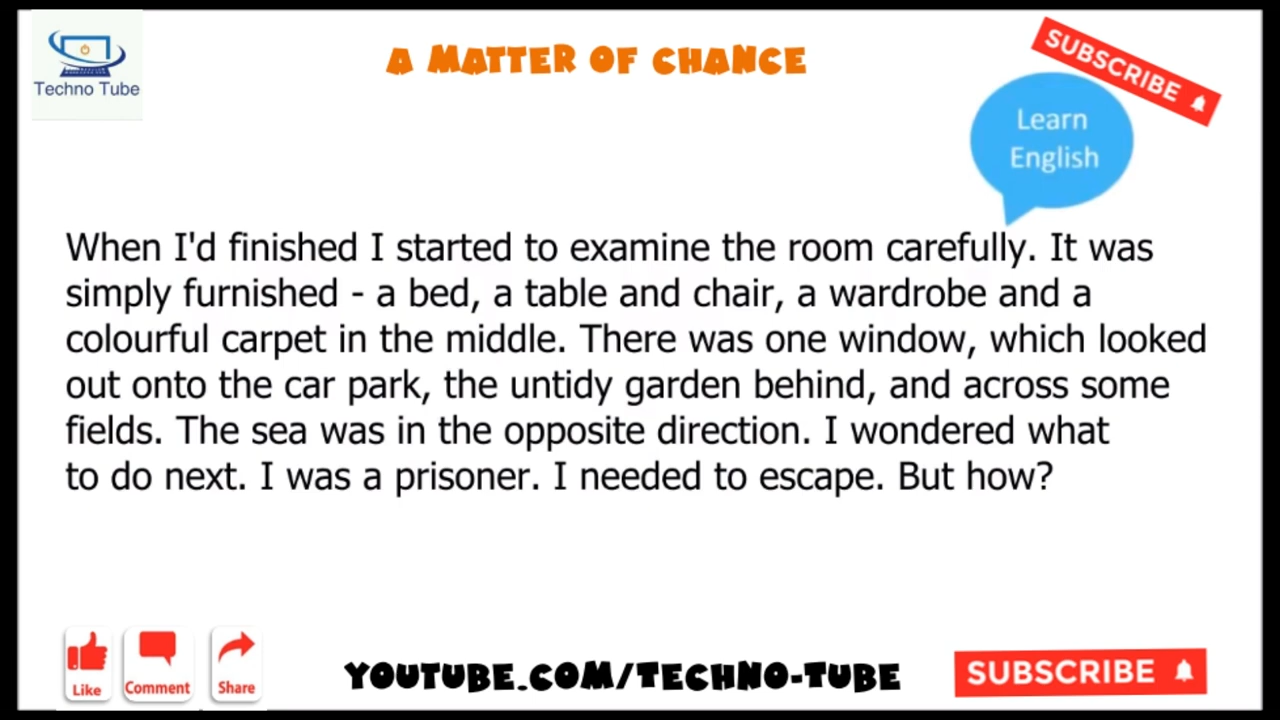 Techno Tube
A MATTER OF CHANCE
SUBSCRIBE
Learn
English
When I'd finished I started to examine the room carefully. It was
simply furnished - a bed, a table and chair, a wardrobe and a
colourful carpet in the middle. There was one window, which looked
out onto the car park, the untidy garden behind, and across some
fields. The sea was in the opposite direction. I wondered what
to do next. I was a prisoner. I needed to escape. But how?
Like
Comment
Share
YOUTUBE.COM/TECHNO-TUBE
SUBSCRIBE